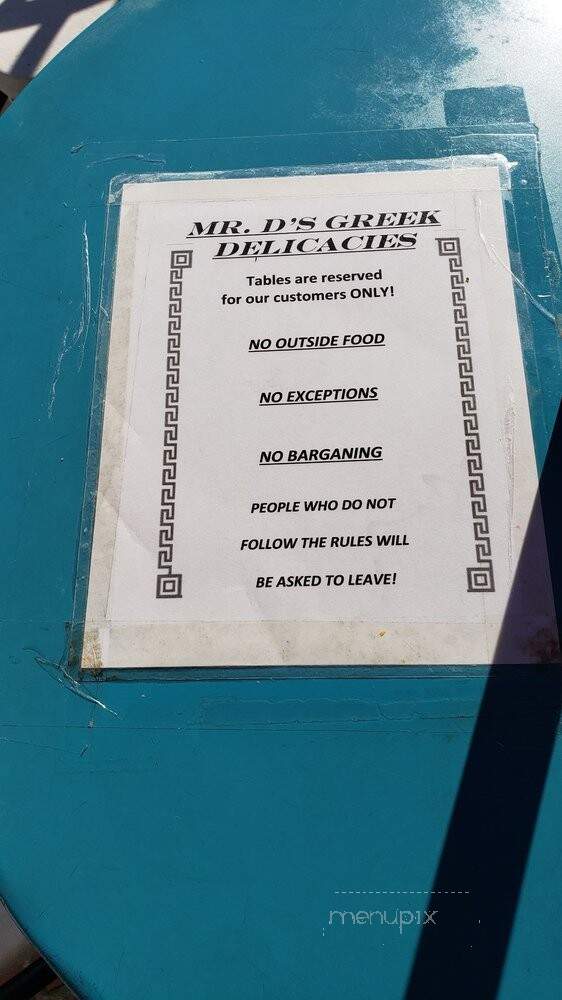 MR. D'S GREEK
DELICACIES
Tables are reserved
for our customers ONLY!
NO OUTSIDE FOOD
NO EXCEPTIONS
NO BARGANING
PEOPLE WHO DO NOT
FOLLOW THE RULES WILL
BE ASKED TO LEAVE!
menupix